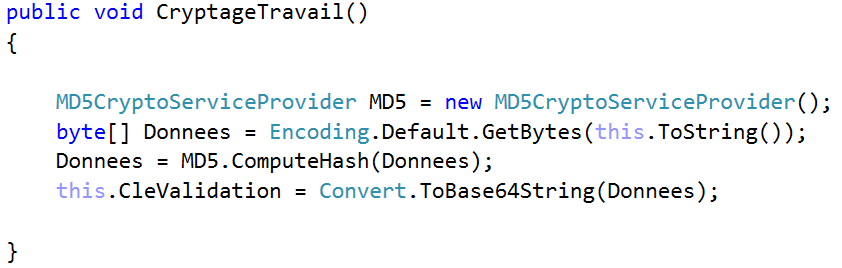 public void CryptageTravail()
{
MD5CryptoServiceProvider MD5 = new MD5CryptoServiceProvider();
byte[] Donnees = Encoding.Default.GetBytes(this.ToString());
Donnees = MD5.ComputeHash(Donnees);
this.CleValidation = Convert.ToBase64String(Donnees);
}